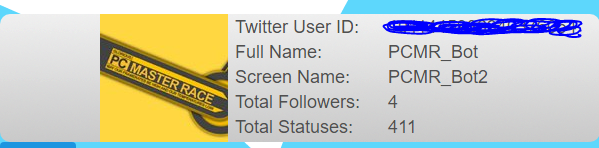 PC MASTER RACE
Twitter User ID:
Full Name: PCMR_Bot
Screen Name: PCMR_Bot2
Total Followers: 4
Total Statuses: 411